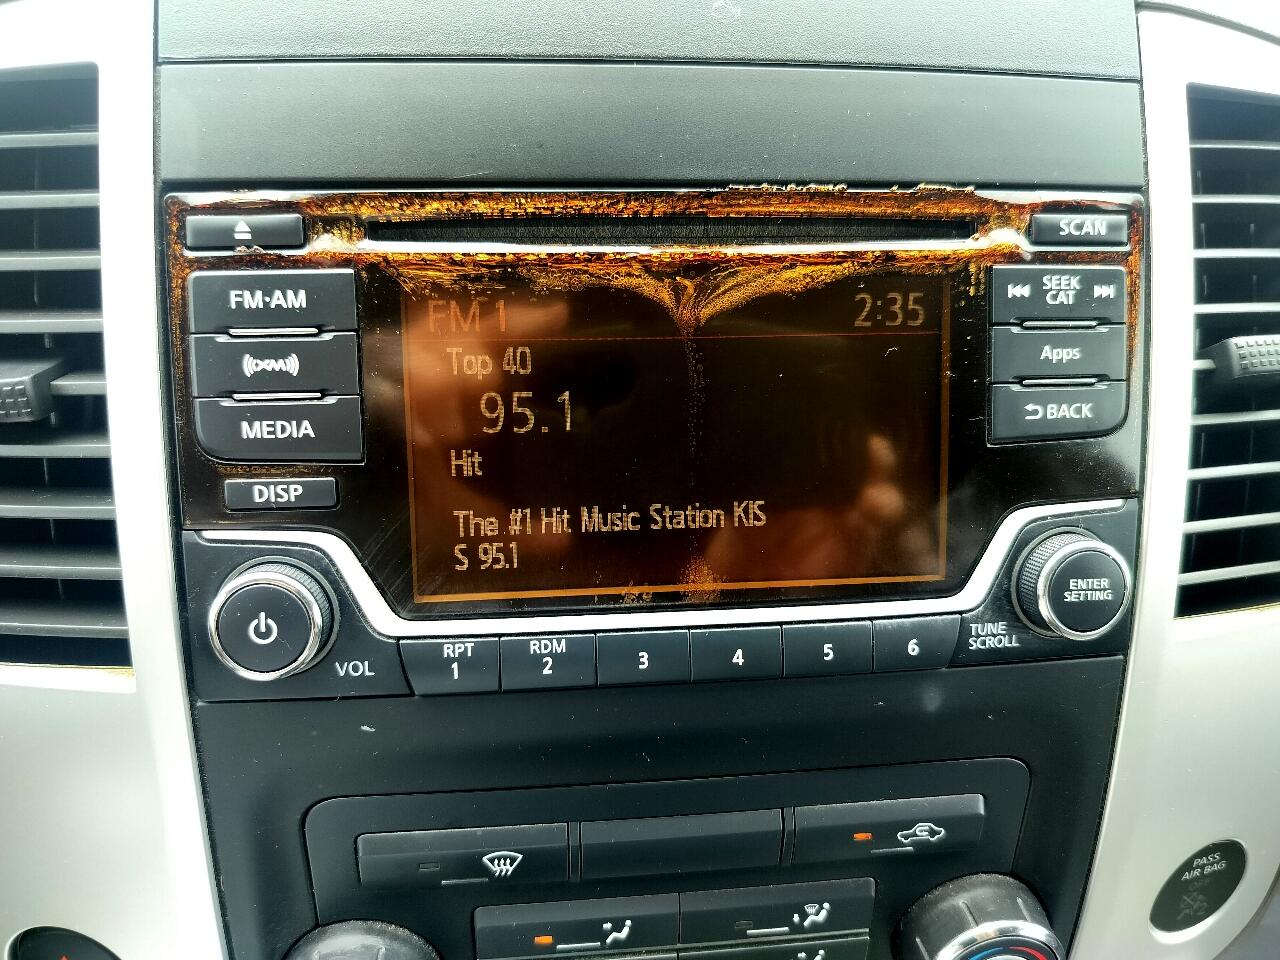 SCAN
FM·AM
SEEK
CAT
FM 1
2:35
Top 40
Apps
XM
95.1
BACK
MEDIA
Hit
DISP
The #1 Hit Music Station KIS
S 95.1
ENTER
SETTING
VOL
RPT
1
RDM
2
3
4
5
6
TUNE
SCROLL
PASS
AIR BAG
OFF